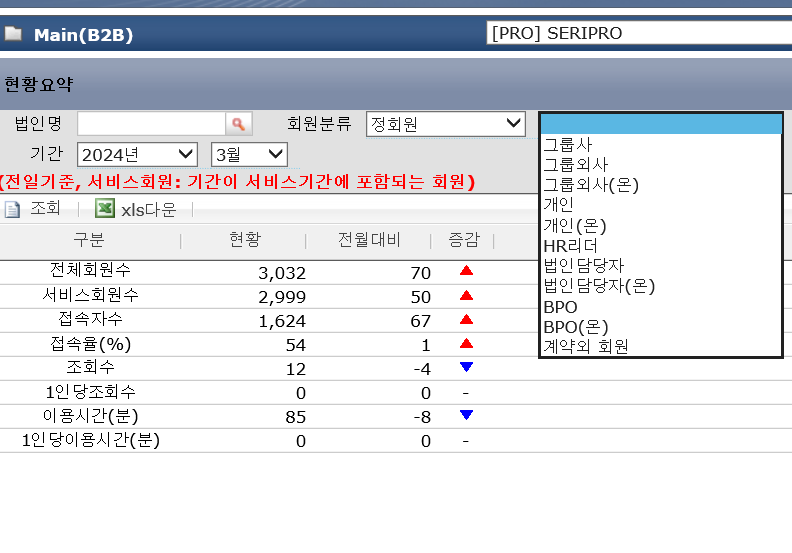 Main(B2B)
[PRO] SERIPRO
현황요약
법인명 회원분류 정회원
기간 2024년 3월
(전일기준, 서비스회원: 기간이 서비스기간에 포함되는 회원)
조회 xls다운
구분 현황 전월대비 증감
전체회원수 3,032 70 ▲
서비스회원수 2,999 50 ▲
접속자수 1,624 67 ▲
접속율(%) 54 1 ▲
조회수 12 -4 ▼
1인당조회수 0 0 -
이용시간(분) 85 -8 ▼
1인당이용시간(분) 0 0 -
그룹사
그룹외사
그룹외사(온)
개인
개인(온)
HR리더
법인담당자
법인담당자(온)
BPO
BPO(온)
계약외 회원